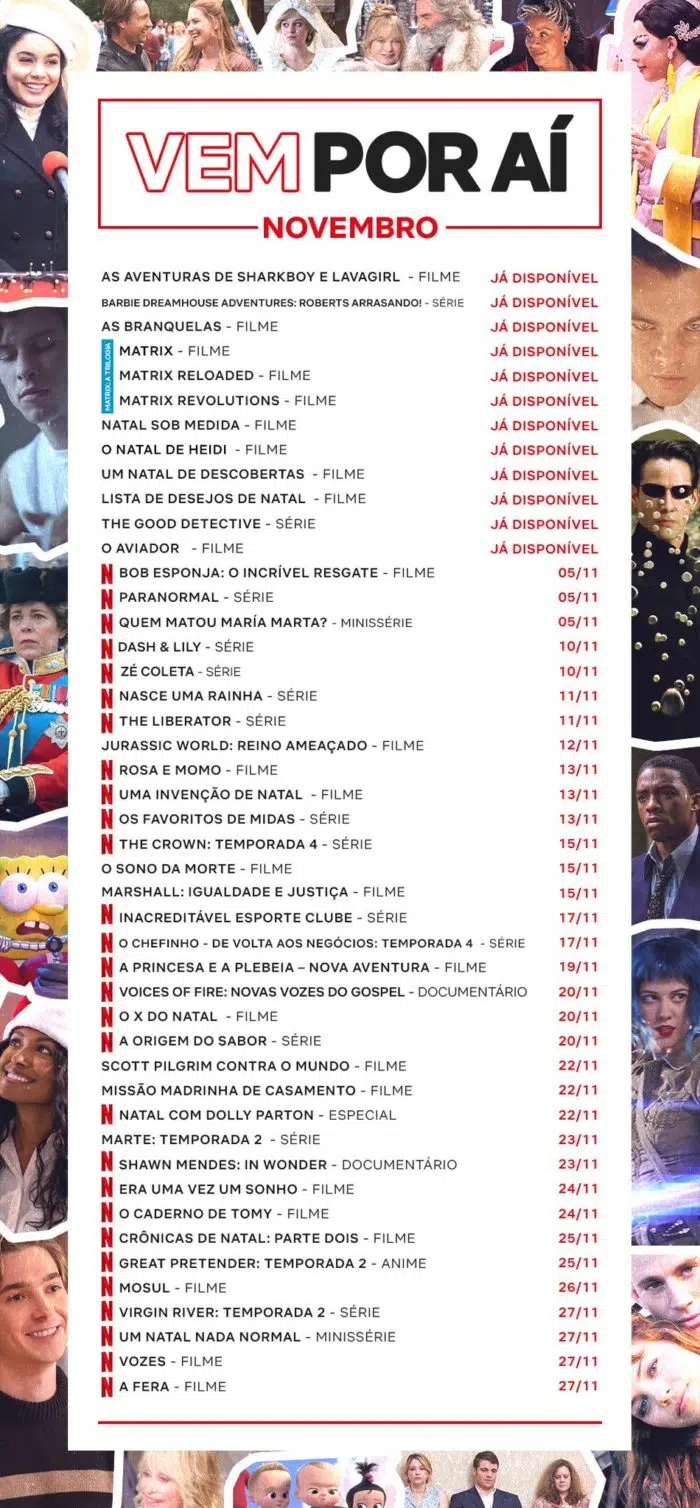 VEM POR AÍ
NOVEMBRO
AS AVENTURAS DE SHARKBOY E LAVAGIRL - FILME JÁ DISPONÍVEL
BARBIE DREAMHOUSE ADVENTURES: ROBERTS ARRASANDO! - SÉRIE JÁ DISPONÍVEL
AS BRANQUELAS - FILME JÁ DISPONÍVEL
MATRIX: A TRILOGIA
MATRIX - FILME JÁ DISPONÍVEL
MATRIX RELOADED - FILME JÁ DISPONÍVEL
MATRIX REVOLUTIONS - FILME JÁ DISPONÍVEL
NATAL SOB MEDIDA - FILME JÁ DISPONÍVEL
O NATAL DE HEIDI - FILME JÁ DISPONÍVEL
UM NATAL DE DESCOBERTAS - FILME JÁ DISPONÍVEL
LISTA DE DESEJOS DE NATAL - FILME JÁ DISPONÍVEL
THE GOOD DETECTIVE - SÉRIE JÁ DISPONÍVEL
O AVIADOR - FILME JÁ DISPONÍVEL
N BOB ESPONJA: O INCRÍVEL RESGATE - FILME 05/11
N PARANORMAL - SÉRIE 05/11
N QUEM MATOU MARÍA MARTA? - MINISSÉRIE 05/11
N DASH & LILY - SÉRIE 10/11
N ZÉ COLETA - SÉRIE 10/11
N NASCE UMA RAINHA - SÉRIE 11/11
N THE LIBERATOR - SÉRIE 11/11
JURASSIC WORLD: REINO AMEAÇADO - FILME 12/11
N ROSA E MOMO - FILME 13/11
N UMA INVENÇÃO DE NATAL - FILME 13/11
N OS FAVORITOS DE MIDAS - SÉRIE 13/11
N THE CROWN: TEMPORADA 4 - SÉRIE 15/11
O SONO DA MORTE - FILME 15/11
MARSHALL: IGUALDADE E JUSTIÇA - FILME 15/11
N INACREDITÁVEL ESPORTE CLUBE - SÉRIE 17/11
N O CHEFINHO - DE VOLTA AOS NEGÓCIOS: TEMPORADA 4 - SÉRIE 17/11
N A PRINCESA E A PLEBEIA – NOVA AVENTURA - FILME 19/11
N VOICES OF FIRE: NOVAS VOZES DO GOSPEL - DOCUMENTÁRIO 20/11
N O X DO NATAL - FILME 20/11
N A ORIGEM DO SABOR - SÉRIE 20/11
SCOTT PILGRIM CONTRA O MUNDO - FILME 22/11
MISSÃO MADRINHA DE CASAMENTO - FILME 22/11
N NATAL COM DOLLY PARTON - ESPECIAL 22/11
MARTE: TEMPORADA 2 - SÉRIE 23/11
N SHAWN MENDES: IN WONDER - DOCUMENTÁRIO 23/11
N ERA UMA VEZ UM SONHO - FILME 24/11
N O CADERNO DE TOMY - FILME 24/11
N CRÔNICAS DE NATAL: PARTE DOIS - FILME 25/11
N GREAT PRETENDER: TEMPORADA 2 - ANIME 25/11
N MOSUL - FILME 26/11
N VIRGIN RIVER: TEMPORADA 2 - SÉRIE 27/11
N UM NATAL NADA NORMAL - MINISSÉRIE 27/11
N VOZES - FILME 27/11
N A FERA - FILME 27/11